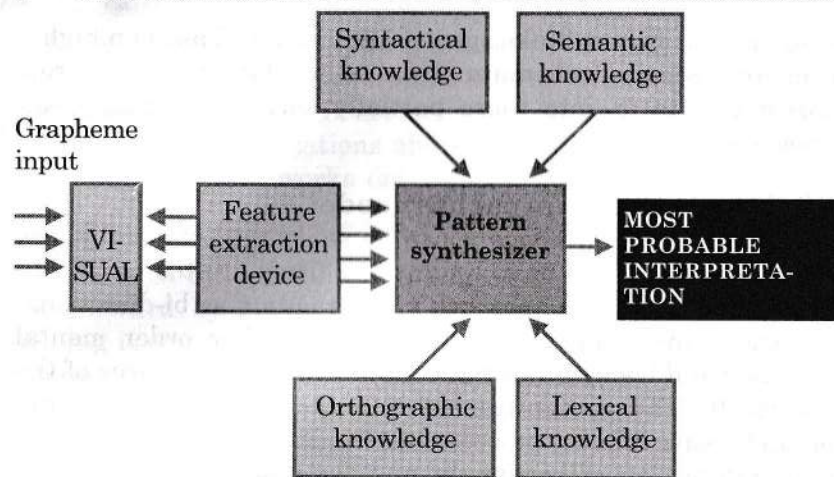 Syntactical
knowledge
Semantic
knowledge
Grapheme
input
VI-
SUAL
Feature
extraction
device
Pattern
synthesizer
MOST
PROBABLE
INTERPRETA-
TION
Orthographic
knowledge
Lexical
knowledge